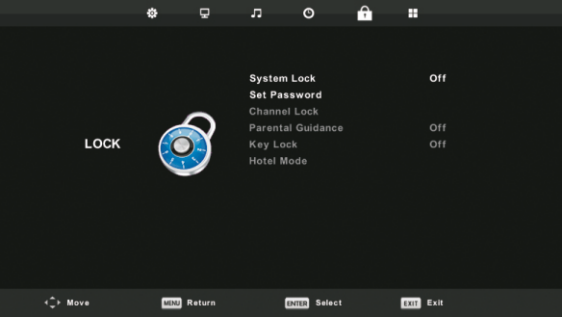 System Lock Off
Set Password
Channel Lock
Parental Guidance Off
LOCK
Key Lock Off
Hotel Mode
Move MENU Return ENTER Select EXIT Exit